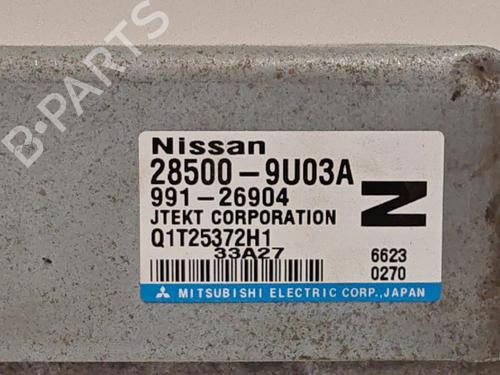 B-PARTS
Nissan
28500-9U03A
991-26904
JTEKT CORPORATION
Q1T25372H1
33A27
N
6623
0270
MITSUBISHI ELECTRIC CORP., JAPAN